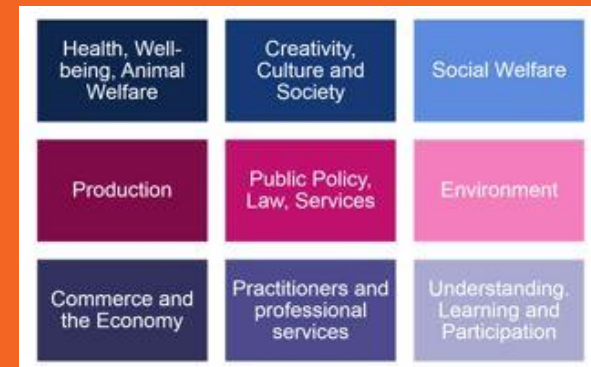 Health, Well-
being, Animal
Welfare
Creativity,
Culture and
Society
Social Welfare
Production
Public Policy,
Law, Services
Environment
Commerce and
the Economy
Practitioners and
professional
services
Understanding.
Learning and
Participation